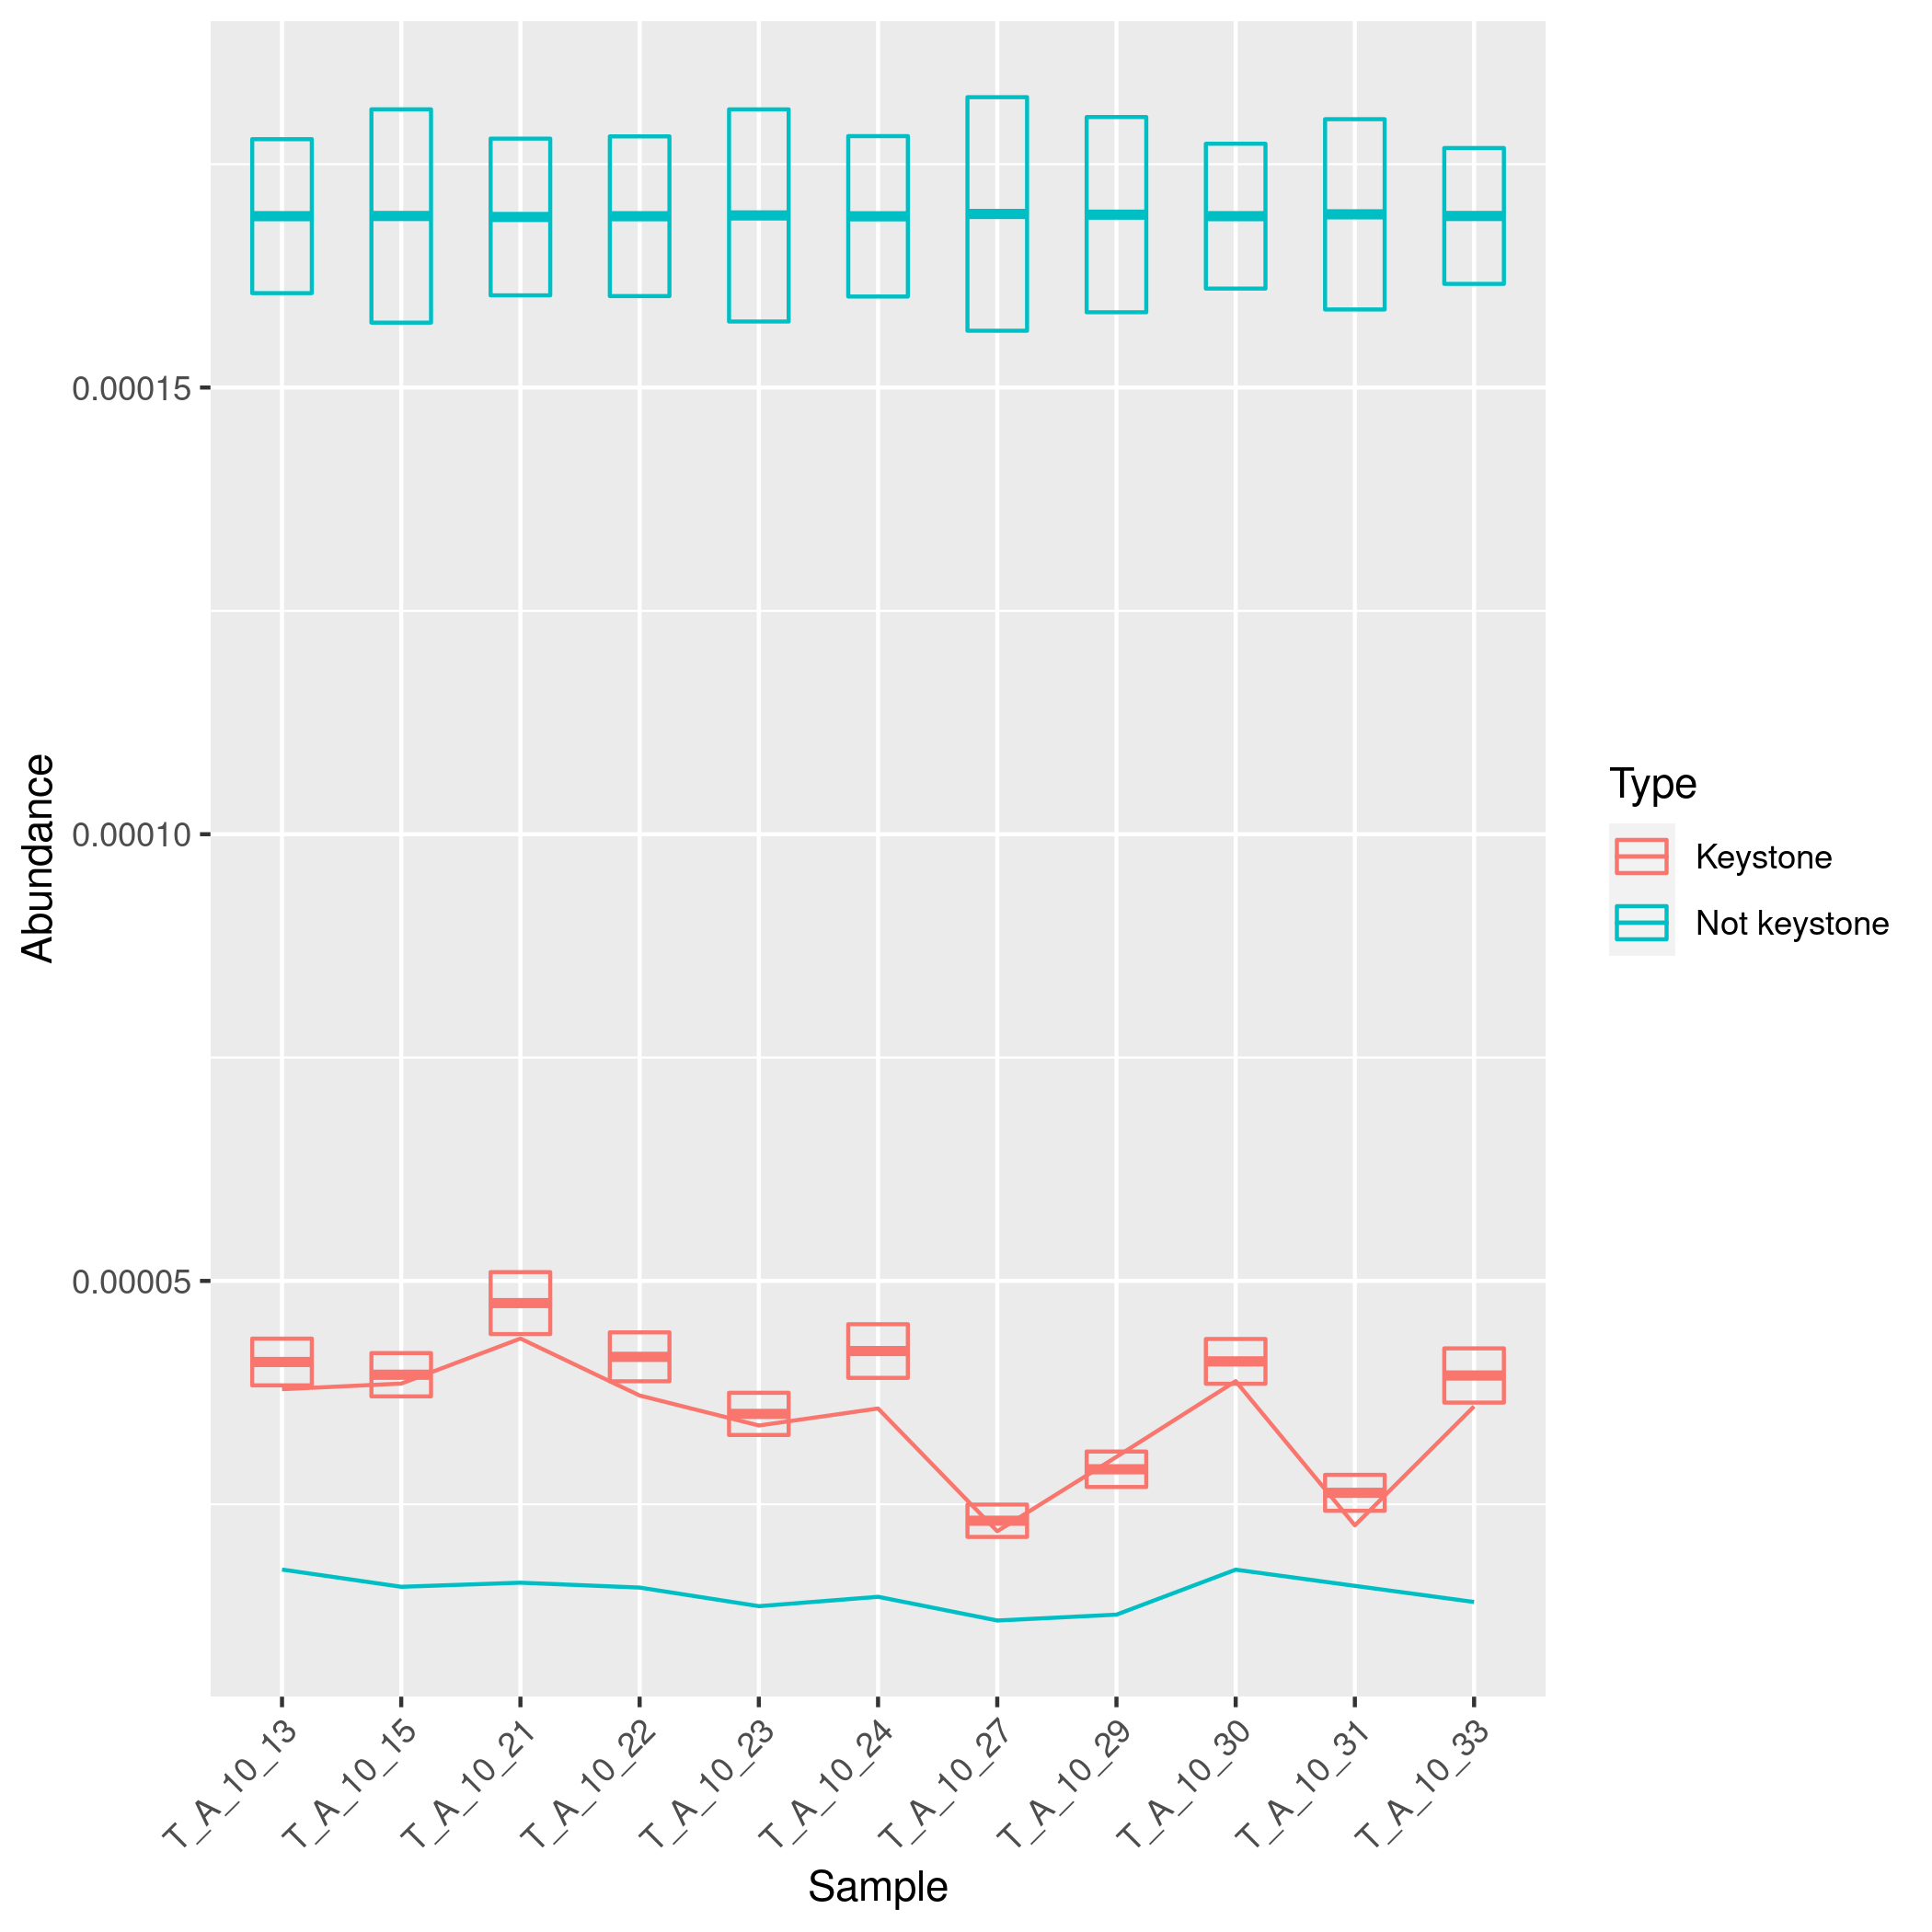 0.00015
0.00010
0.00005
Abundance
T_A_10_13
T_A_10_15
T_A_10_21
T_A_10_22
T_A_10_23
T_A_10_24
T_A_10_27
T_A_10_29
T_A_10_30
T_A_10_31
T_A_10_33
Sample
Type
Keystone
Not keystone